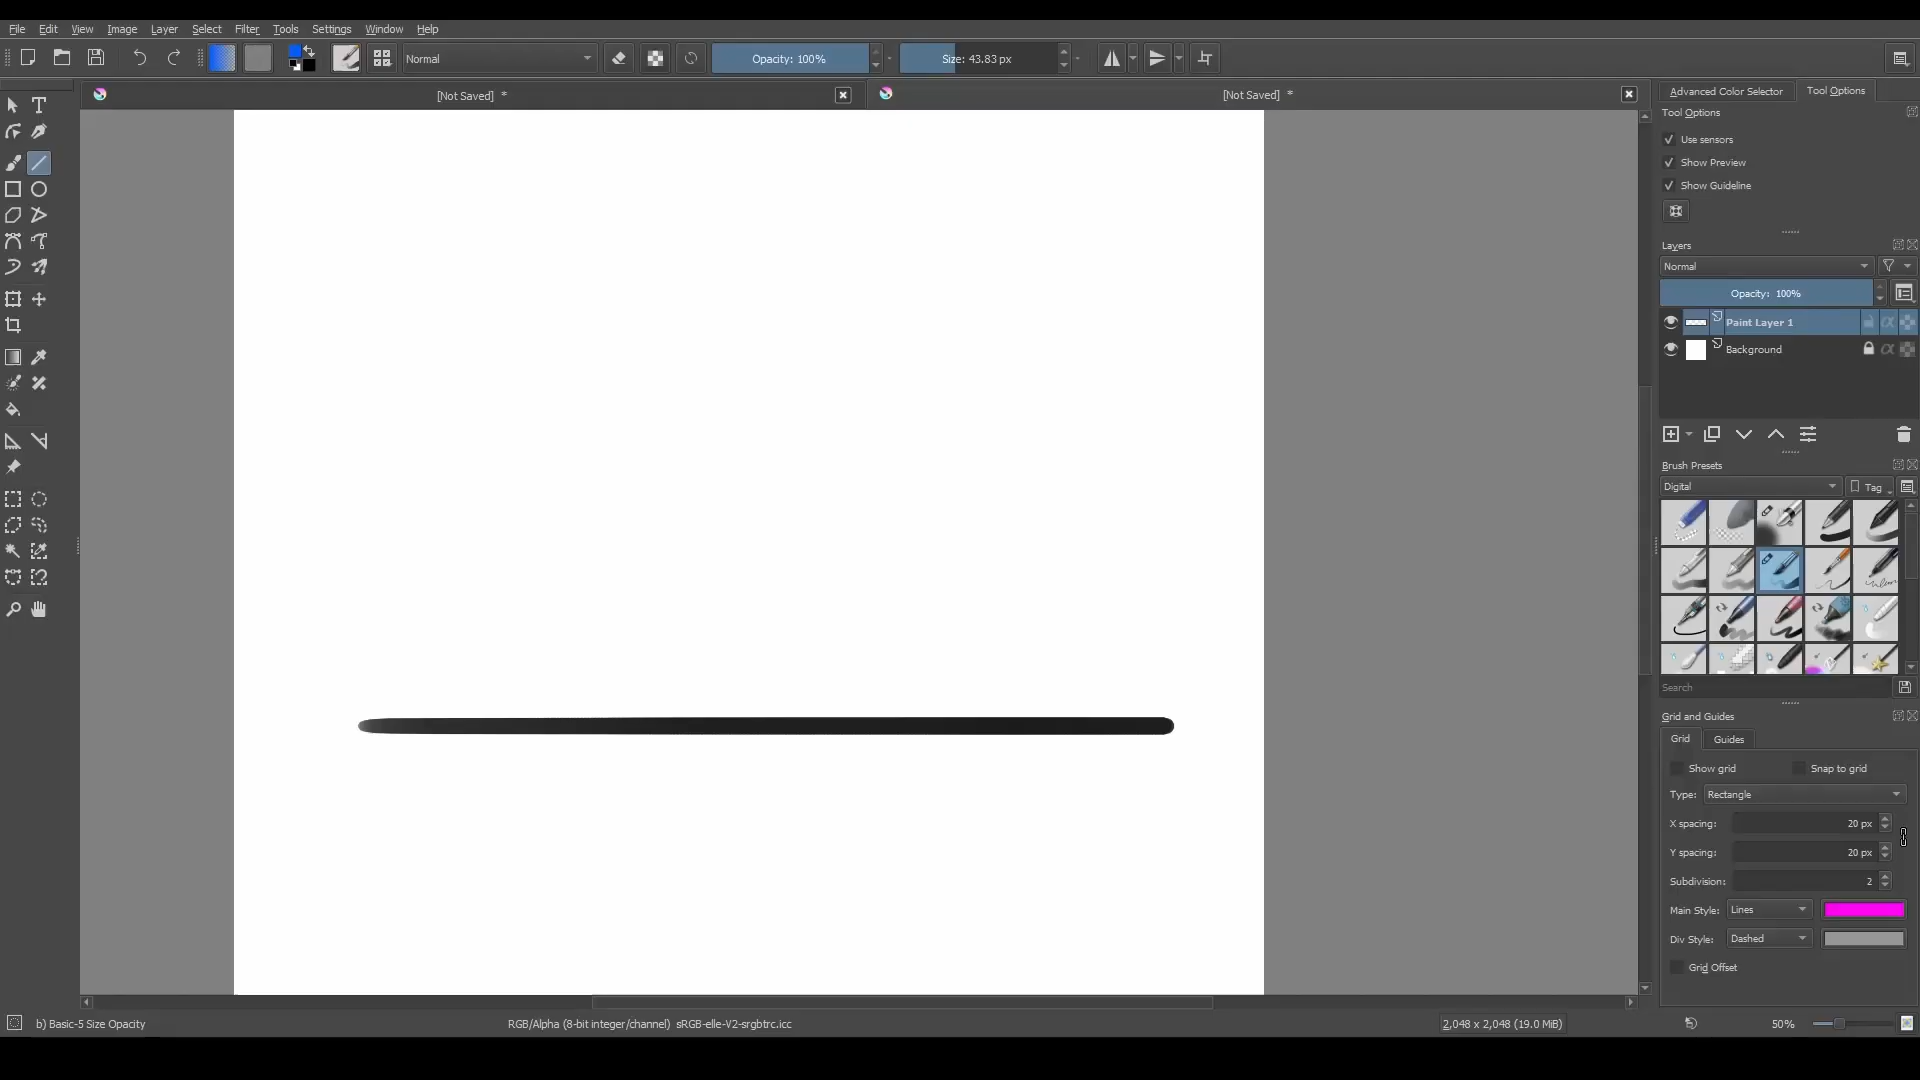 File Edit View Image Layer Select Filter Tools Settings Window Help
Normal Opacity: 100% Size: 43.83 px
[Not Saved] * [Not Saved] *
Advanced Color Selector Tool Options
Tool Options
Use sensors
Show Preview
Show Guideline
Layers
Normal
Opacity: 100%
Paint Layer 1
Background
Brush Presets
Digital Tag
Search
Grid and Guides
Grid Guides
Show grid Snap to grid
Type: Rectangle
X spacing: 20 px
Y spacing: 20 px
Subdivision: 2
Main Style: Lines
Div Style: Dashed
Grid Offset
b) Basic-5 Size Opacity RGB/Alpha (8-bit integer/channel) sRGB-elle-V2-srgbtrc.icc 2,048 x 2,048 (19.0 MiB) 50%